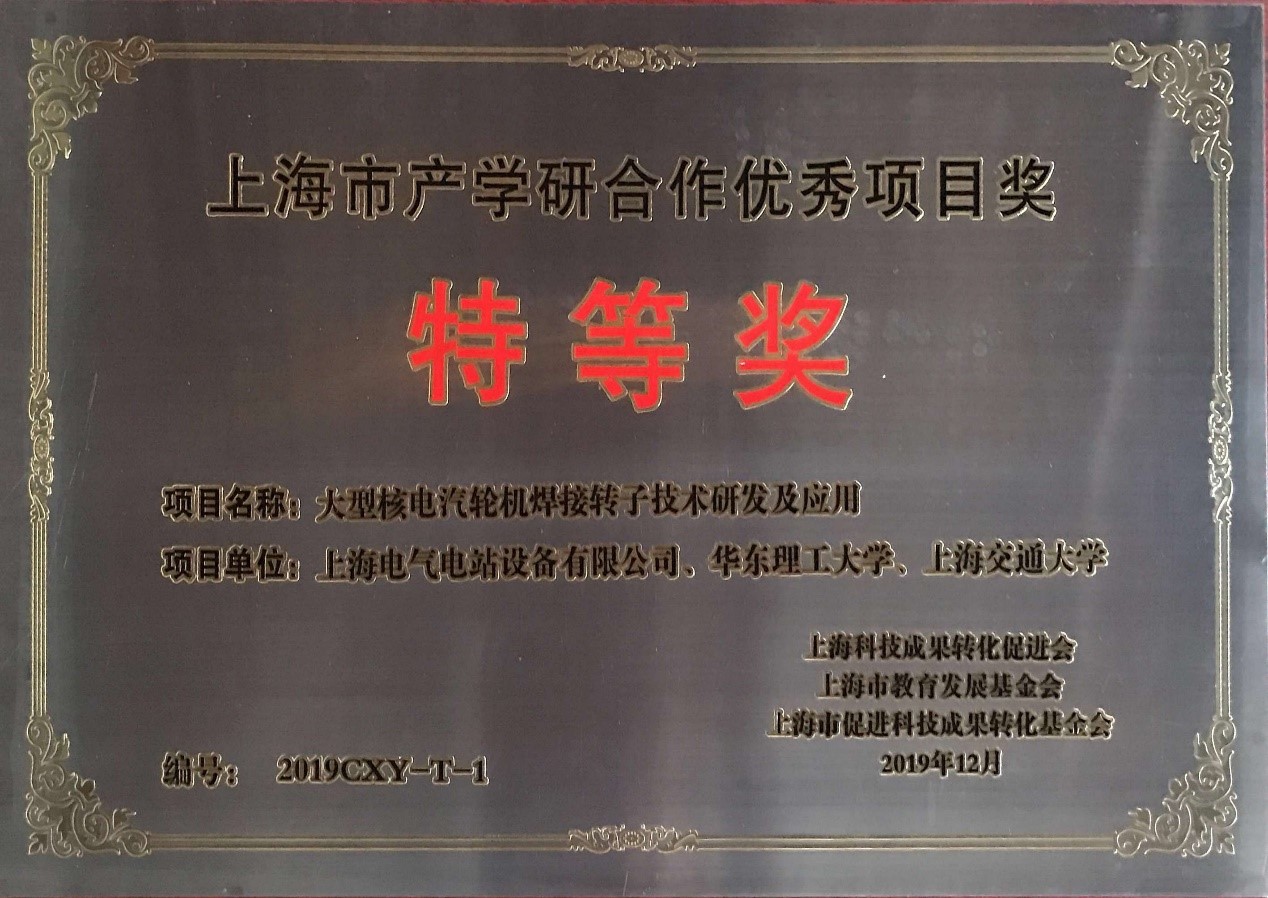 上海市产学研合作优秀项目奖
特等奖
项目名称：大型核电汽轮机焊接转子技术研发及应用
项目单位：上海电气电站设备有限公司、华东理工大学、上海交通大学
上海科技成果转化促进会
上海市教育发展基金会
上海市促进科技成果转化基金会
2019年12月
编号： 2019CXY-T-1